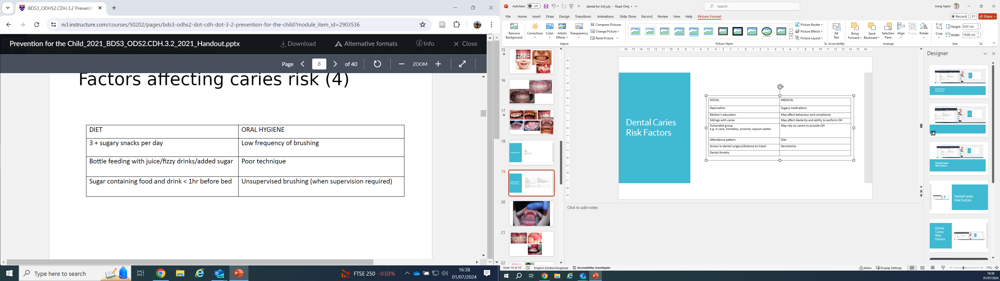 BDS3_ODHS2.CDH.3.2 Preventi
ncl.instructure.com/courses/50202/pages/bds3-odhs2-dot-cdh-dot-3-2-prevention-for-the-child?module_item_id=2903536
Prevention for the Child_2021_BDS3_ODS2.CDH.3.2_2021_Handout.pptx
Download
Alternative formats
Info
Close
Page
8
of 40
ZOOM
Factors affecting caries risk (4)
DIET
ORAL HYGIENE
3 + sugary snacks per day
Low frequency of brushing
Bottle feeding with juice/fizzy drinks/added sugar
Poor technique
Sugar containing food and drink < 1hr before bed
Unsupervised brushing (when supervision required)
Type here to search
FTSE 250 -0.03%
16:38
01/07/2024
AutoSave Off
dental for 3rd july - Read-Only
Search
Greig Taylor
File Home Insert Draw Design Transitions Animations Slide Show Record Review View Help Picture Format
Record
Share
Remove
Background
Corrections
Color
Artistic
Effects
Transparency
Compress Pictures
Change Picture
Reset Picture
Adjust
Picture Styles
Picture Border
Picture Effects
Picture Layout
Alt
Text
Accessibility
Bring
Forward
Send
Backward
Selection
Pane
Align
Group
Rotate
Arrange
Crop
Height: 8.63 cm
Width: 19.69 cm
Size
15
16
17
18
19
20
21
22
Dental Caries
Risk Factors
SOCIAL
MEDICAL
Deprivation
Sugary medications
Mother's education
May affect behaviour and compliance
Siblings with caries
May affect dexterity and ability to perform OH
Vulnerable group
e.g. in care, homeless, prisoner, asylum seeker
May rely on carers to provide OH
Attendance pattern
Diet
Access to dental surgery/distance to travel
Xerostomia
Dental Anxiety
Click to add notes
Designer
Dental Caries
Risk Factors
Dental Caries
Risk Factors
Dental Caries
Risk Factors
Dental
Caries
Risk
Factors
Slide 19 of 33
English (United Kingdom)
Accessibility: Investigate
Notes
Display Settings
77%
16:38
01/07/2024